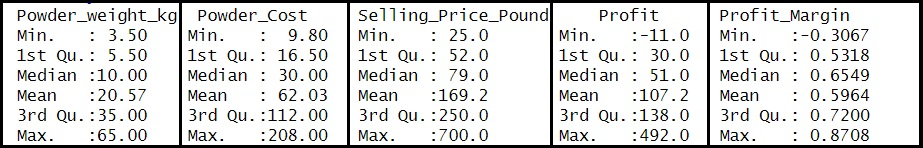 Powder_weight_kg Powder_Cost Selling_Price_Pound Profit Profit_Margin
Min. : 3.50 Min. : 9.80 Min. : 25.0 Min. :-11.0 Min. :-0.3067
1st Qu.: 5.50 1st Qu.: 16.50 1st Qu.: 52.0 1st Qu.: 30.0 1st Qu.: 0.5318
Median :10.00 Median : 30.00 Median : 79.0 Median : 51.0 Median : 0.6549
Mean :20.57 Mean : 62.03 Mean :169.2 Mean :107.2 Mean : 0.5964
3rd Qu.:35.00 3rd Qu.:112.00 3rd Qu.:250.0 3rd Qu.:138.0 3rd Qu.: 0.7200
Max. :65.00 Max. :208.00 Max. :700.0 Max. :492.0 Max. : 0.8708